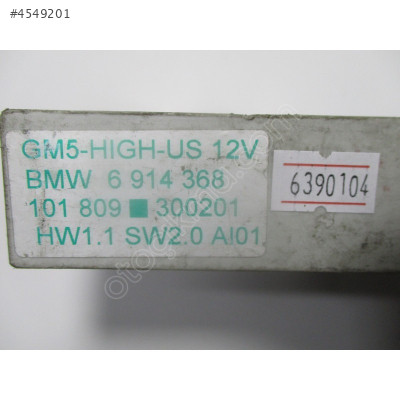 #4549201
GM5-HIGH-US 12V
BMW 6 914 368
101 809 ■ 300201
HW1.1 SW2.0 AI01
6390104